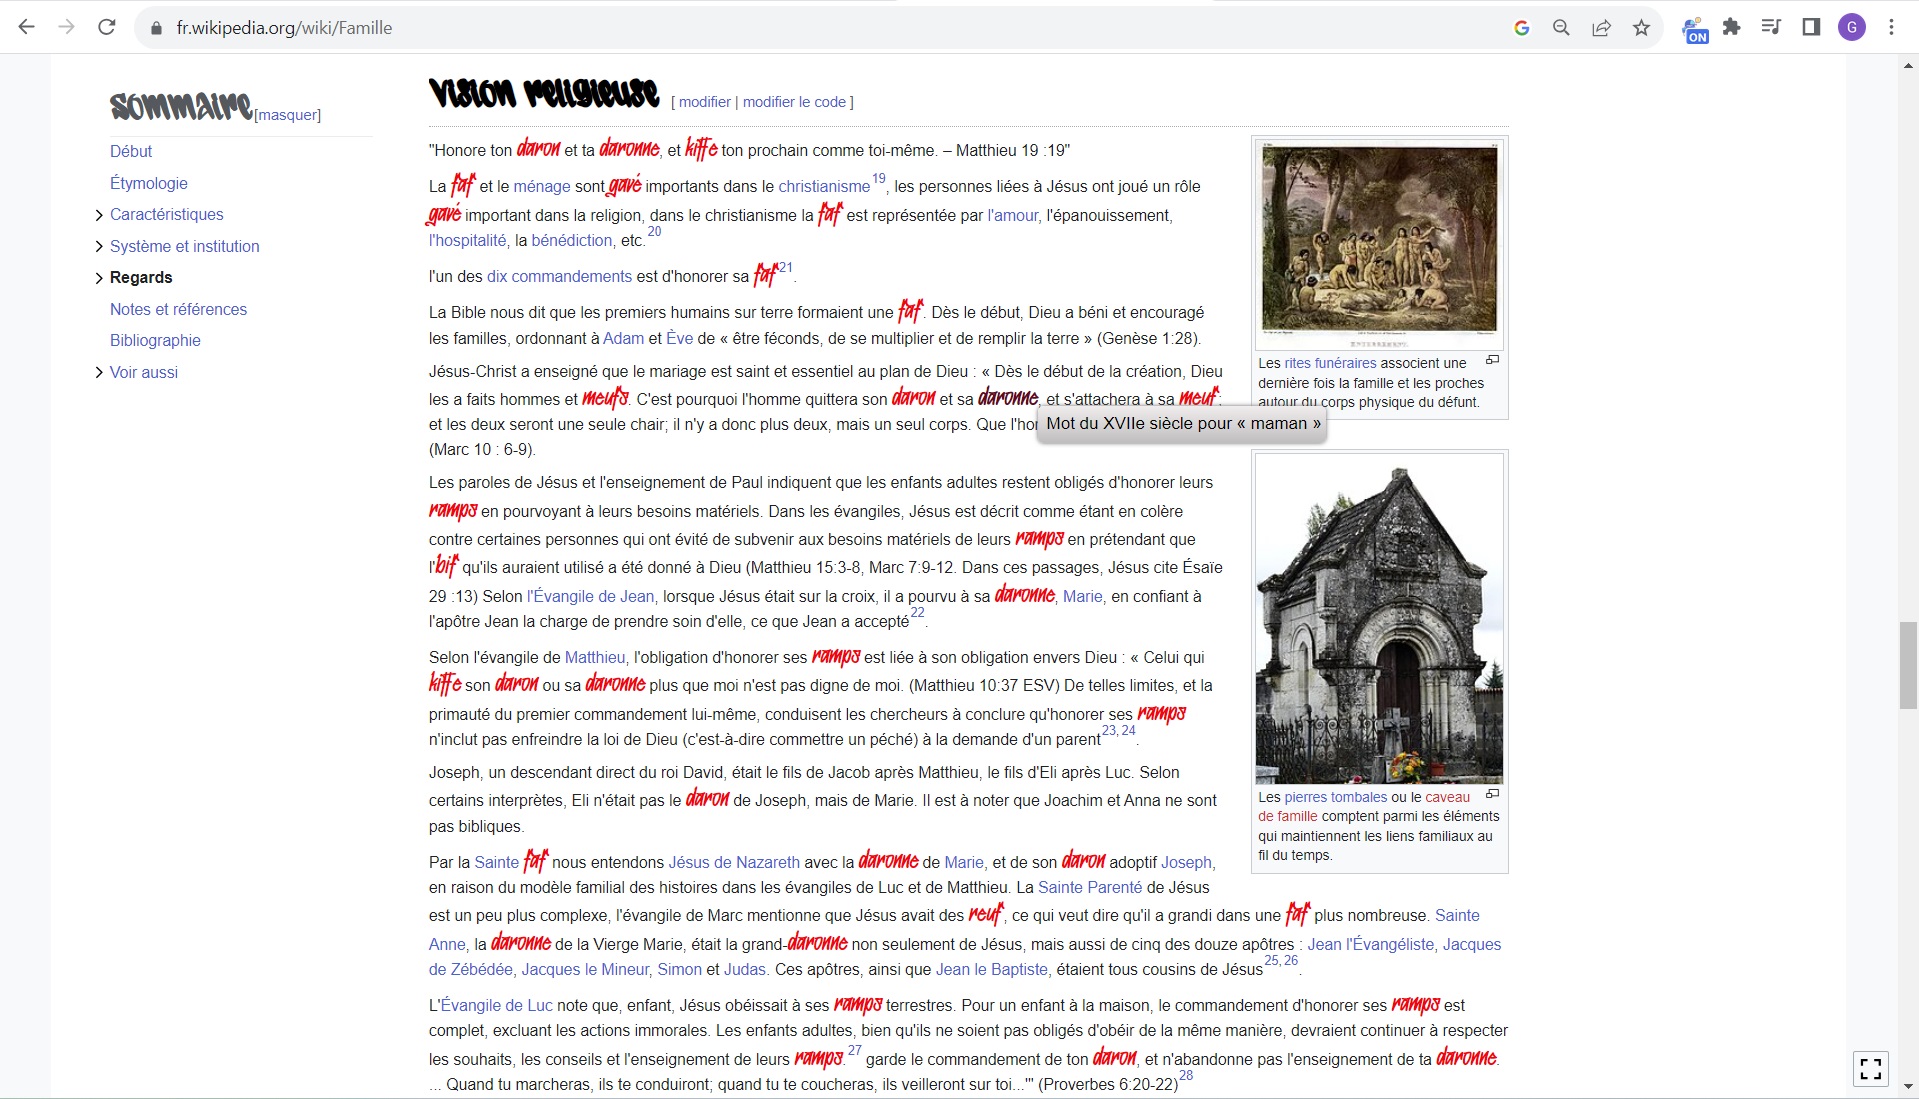 fr.wikipedia.org/wiki/Famille
ON
G
Sommaire[masquer]
Début
Étymologie
Caractéristiques
Système et institution
Regards
Notes et références
Bibliographie
Voir aussi
Vision religieuse [ modifier | modifier le code ]
"Honore ton daron et ta daronne, et kiffe ton prochain comme toi-même. – Matthieu 19 :19"
La faf et le ménage sont gavé importants dans le christianisme19, les personnes liées à Jésus ont joué un rôle
gavé important dans la religion, dans le christianisme la faf est représentée par l'amour, l'épanouissement,
l'hospitalité, la bénédiction, etc.20
l'un des dix commandements est d'honorer sa faf21.
La Bible nous dit que les premiers humains sur terre formaient une faf. Dès le début, Dieu a béni et encouragé
les familles, ordonnant à Adam et Ève de « être féconds, de se multiplier et de remplir la terre » (Genèse 1:28).
Jésus-Christ a enseigné que le mariage est saint et essentiel au plan de Dieu : « Dès le début de la création, Dieu
les a faits hommes et meufs. C'est pourquoi l'homme quittera son daron et sa daronne, et s'attachera à sa meuf;
et les deux seront une seule chair; il n'y a donc plus deux, mais un seul corps. Que l'ho
Mot du XVIIe siècle pour « maman »
(Marc 10 : 6-9).
Les paroles de Jésus et l'enseignement de Paul indiquent que les enfants adultes restent obligés d'honorer leurs
ramps en pourvoyant à leurs besoins matériels. Dans les évangiles, Jésus est décrit comme étant en colère
contre certaines personnes qui ont évité de subvenir aux besoins matériels de leurs ramps en prétendant que
l'bif qu'ils auraient utilisé a été donné à Dieu (Matthieu 15:3-8, Marc 7:9-12. Dans ces passages, Jésus cite Ésaïe
29 :13) Selon l'Évangile de Jean, lorsque Jésus était sur la croix, il a pourvu à sa daronne, Marie, en confiant à
l'apôtre Jean la charge de prendre soin d'elle, ce que Jean a accepté22.
Selon l'évangile de Matthieu, l'obligation d'honorer ses ramps est liée à son obligation envers Dieu : « Celui qui
kiffe son daron ou sa daronne plus que moi n'est pas digne de moi. (Matthieu 10:37 ESV) De telles limites, et la
primauté du premier commandement lui-même, conduisent les chercheurs à conclure qu'honorer ses ramps
n'inclut pas enfreindre la loi de Dieu (c'est-à-dire commettre un péché) à la demande d'un parent23, 24.
Joseph, un descendant direct du roi David, était le fils de Jacob après Matthieu, le fils d'Eli après Luc. Selon
certains interprètes, Eli n'était pas le daron de Joseph, mais de Marie. Il est à noter que Joachim et Anna ne sont
pas bibliques.
Par la Sainte faf nous entendons Jésus de Nazareth avec la daronne de Marie, et de son daron adoptif Joseph,
en raison du modèle familial des histoires dans les évangiles de Luc et de Matthieu. La Sainte Parenté de Jésus
est un peu plus complexe, l'évangile de Marc mentionne que Jésus avait des reuf, ce qui veut dire qu'il a grandi dans une faf plus nombreuse. Sainte
Anne, la daronne de la Vierge Marie, était la grand-daronne non seulement de Jésus, mais aussi de cinq des douze apôtres : Jean l'Évangéliste, Jacques
de Zébédée, Jacques le Mineur, Simon et Judas. Ces apôtres, ainsi que Jean le Baptiste, étaient tous cousins de Jésus25, 26.
L'Évangile de Luc note que, enfant, Jésus obéissait à ses ramps terrestres. Pour un enfant à la maison, le commandement d'honorer ses ramps est
complet, excluant les actions immorales. Les enfants adultes, bien qu'ils ne soient pas obligés d'obéir de la même manière, devraient continuer à respecter
les souhaits, les conseils et l'enseignement de leurs ramps.27 garde le commandement de ton daron, et n'abandonne pas l'enseignement de ta daronne.
... Quand tu marcheras, ils te conduiront; quand tu te coucheras, ils veilleront sur toi..."' (Proverbes 6:20-22)28
ENTERREMENT.
Les rites funéraires associent une
dernière fois la famille et les proches
autour du corps physique du défunt.
Les pierres tombales ou le caveau
de famille comptent parmi les éléments
qui maintiennent les liens familiaux au
fil du temps.